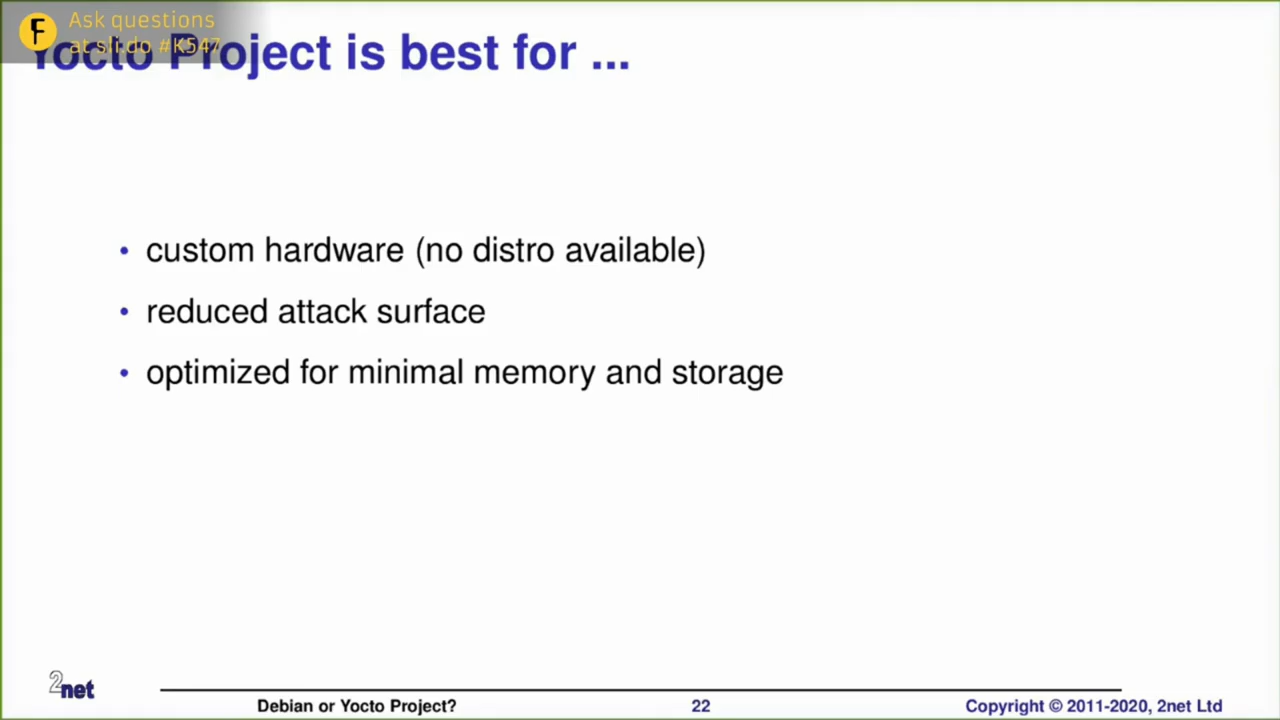 Ask questions
at sli.do #K547
Yocto Project is best for ...
• custom hardware (no distro available)
• reduced attack surface
• optimized for minimal memory and storage
2net
Debian or Yocto Project? 22 Copyright © 2011-2020, 2net Ltd